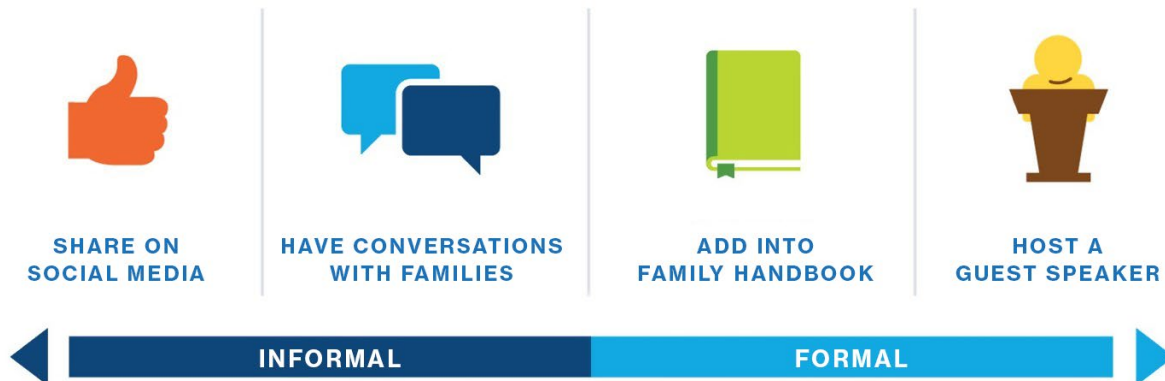 SHARE ON
SOCIAL MEDIA
HAVE CONVERSATIONS
WITH FAMILIES
ADD INTO
FAMILY HANDBOOK
HOST A
GUEST SPEAKER
INFORMAL
FORMAL